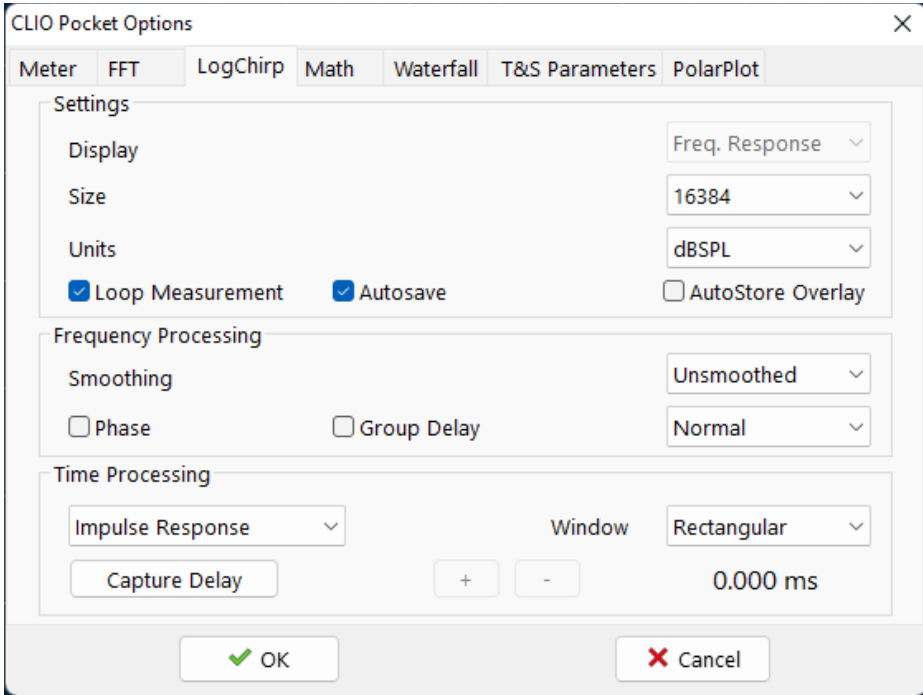 CLIO Pocket Options
Meter FFT LogChirp Math Waterfall T&S Parameters PolarPlot
Settings
Display Freq. Response
Size 16384
Units dBSPL
Loop Measurement Autosave AutoStore Overlay
Frequency Processing
Smoothing Unsmoothed
Phase Group Delay Normal
Time Processing
Impulse Response Window Rectangular
Capture Delay + - 0.000 ms
OK Cancel